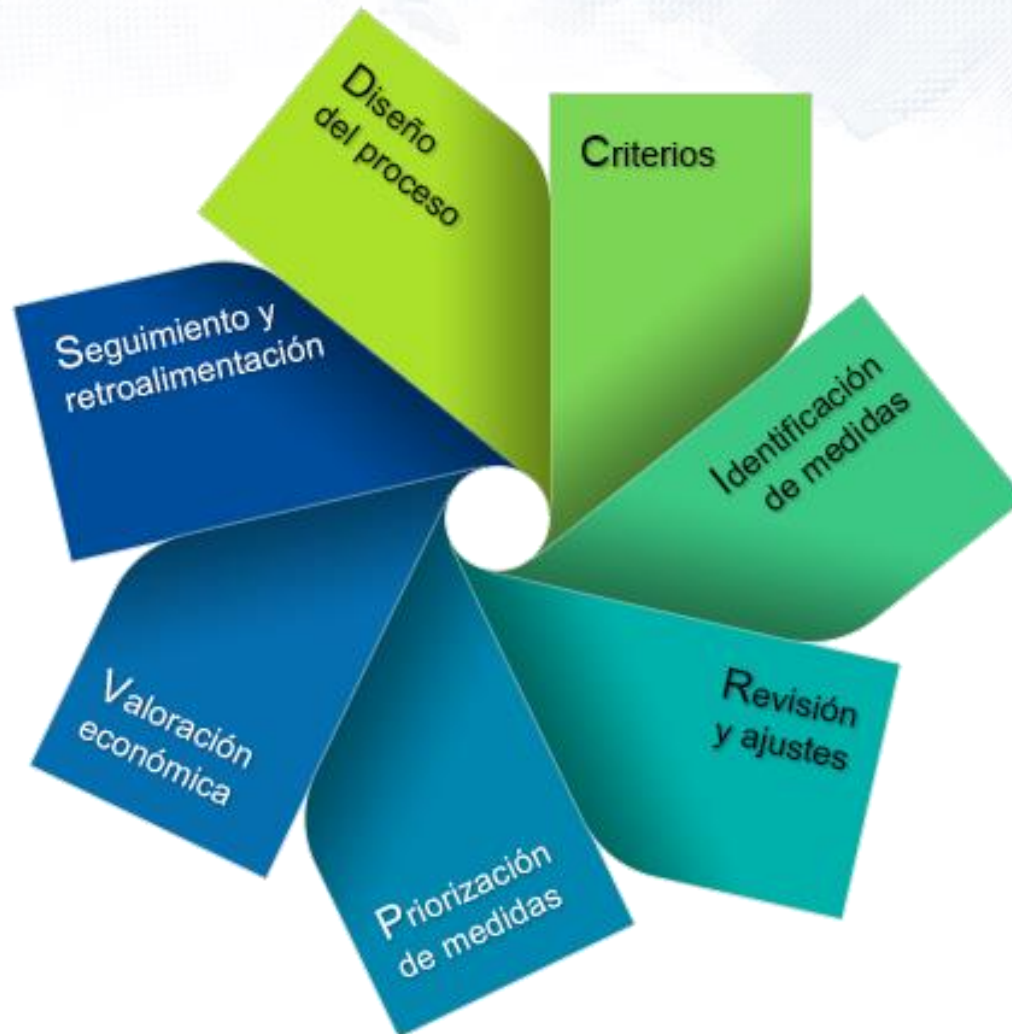 Diseño
del proceso
Criterios
Identificación
de medidas
Revisión
y ajustes
Priorización
de medidas
Valoración
económica
Seguimiento y
retroalimentación